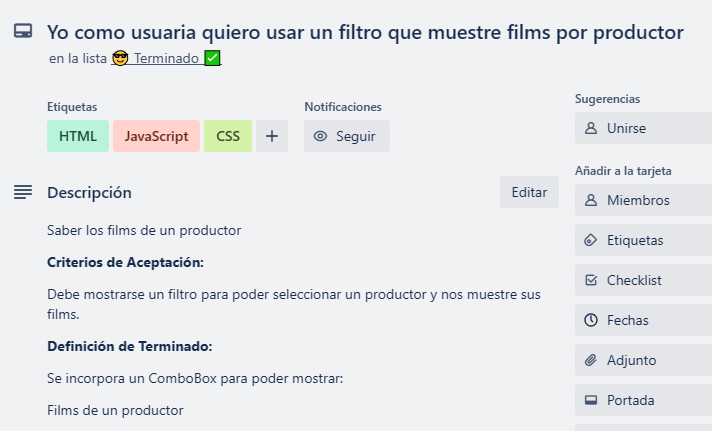 Yo como usuaria quiero usar un filtro que muestre films por productor
en la lista 😎 Terminado ✅
Etiquetas
Notificaciones
HTML
JavaScript
CSS
+
Seguir
Descripción
Editar
Saber los films de un productor
Criterios de Aceptación:
Debe mostrarse un filtro para poder seleccionar un productor y nos muestre sus
films.
Definición de Terminado:
Se incorpora un ComboBox para poder mostrar:
Films de un productor
Sugerencias
Unirse
Añadir a la tarjeta
Miembros
Etiquetas
Checklist
Fechas
Adjunto
Portada